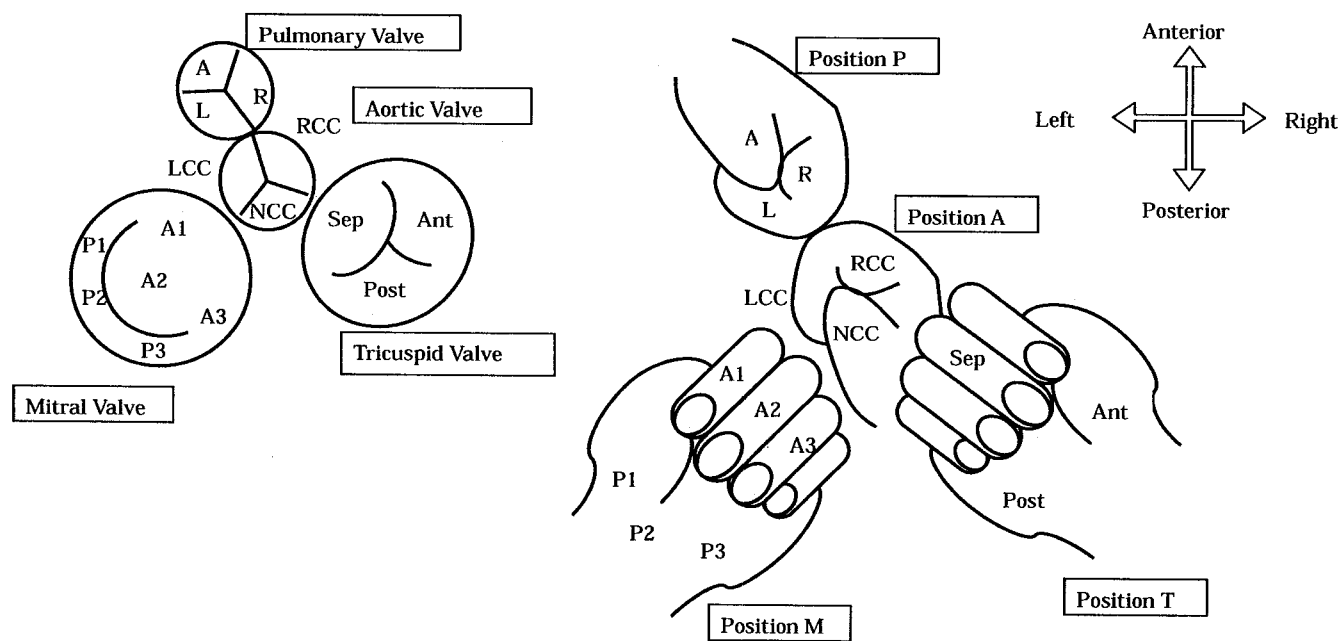 Pulmonary Valve
A
L
R
Aortic Valve
RCC
LCC
NCC
A1
P1
A2
P2
A3
P3
Sep
Ant
Post
Tricuspid Valve
Mitral Valve
Position P
A
R
L
Position A
RCC
LCC
NCC
Sep
A1
A2
A3
Ant
P1
P2
P3
Post
Position M
Position T
Anterior
Left
Right
Posterior